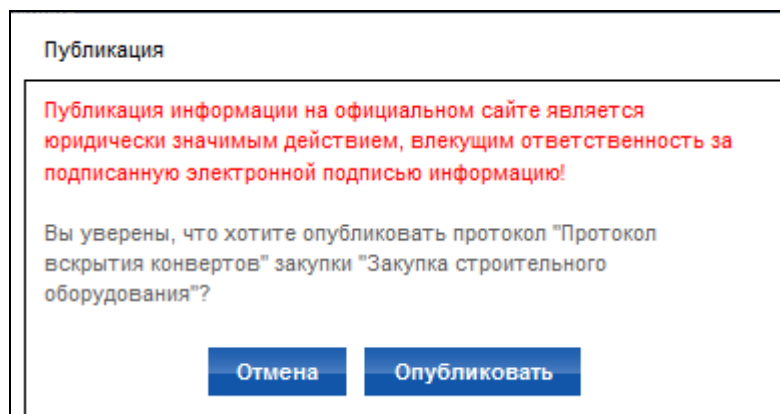 Публикация
Публикация информации на официальном сайте является
юридически значимым действием, влекущим ответственность за
подписанную электронной подписью информацию!
Вы уверены, что хотите опубликовать протокол "Протокол
вскрытия конвертов" закупки "Закупка строительного
оборудования"?
Отмена Опубликовать